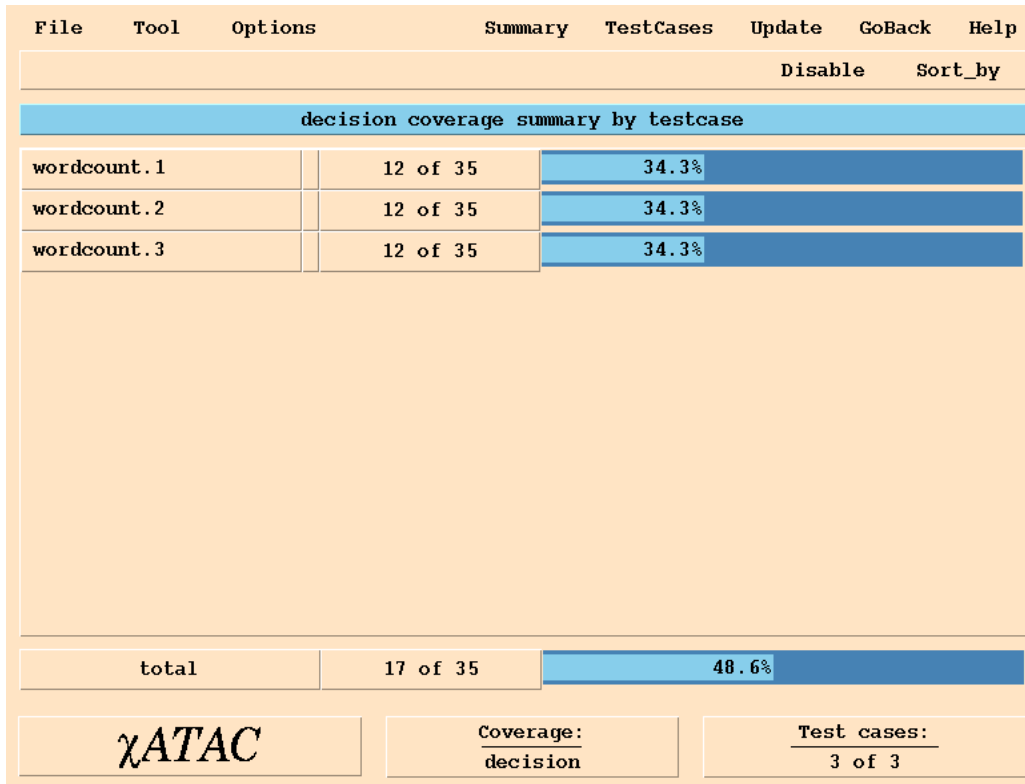 File Tool Options Summary TestCases Update GoBack Help
Disable Sort_by
decision coverage summary by testcase
wordcount.1 12 of 35 34.3%
wordcount.2 12 of 35 34.3%
wordcount.3 12 of 35 34.3%
total 17 of 35 48.6%
χATAC
Coverage:
decision
Test cases:
3 of 3